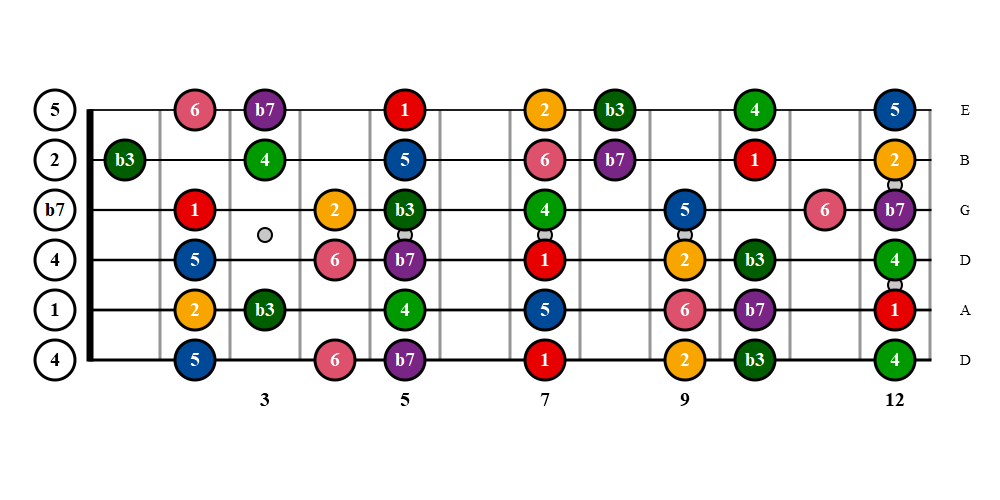 5 6 b7 1 2 b3 4 5 E
2 b3 4 5 6 b7 1 2 B
b7 1 2 b3 4 5 6 b7 G
4 5 6 b7 1 2 b3 4 D
1 2 b3 4 5 6 b7 1 A
4 5 6 b7 1 2 b3 4 D
3 5 7 9 12